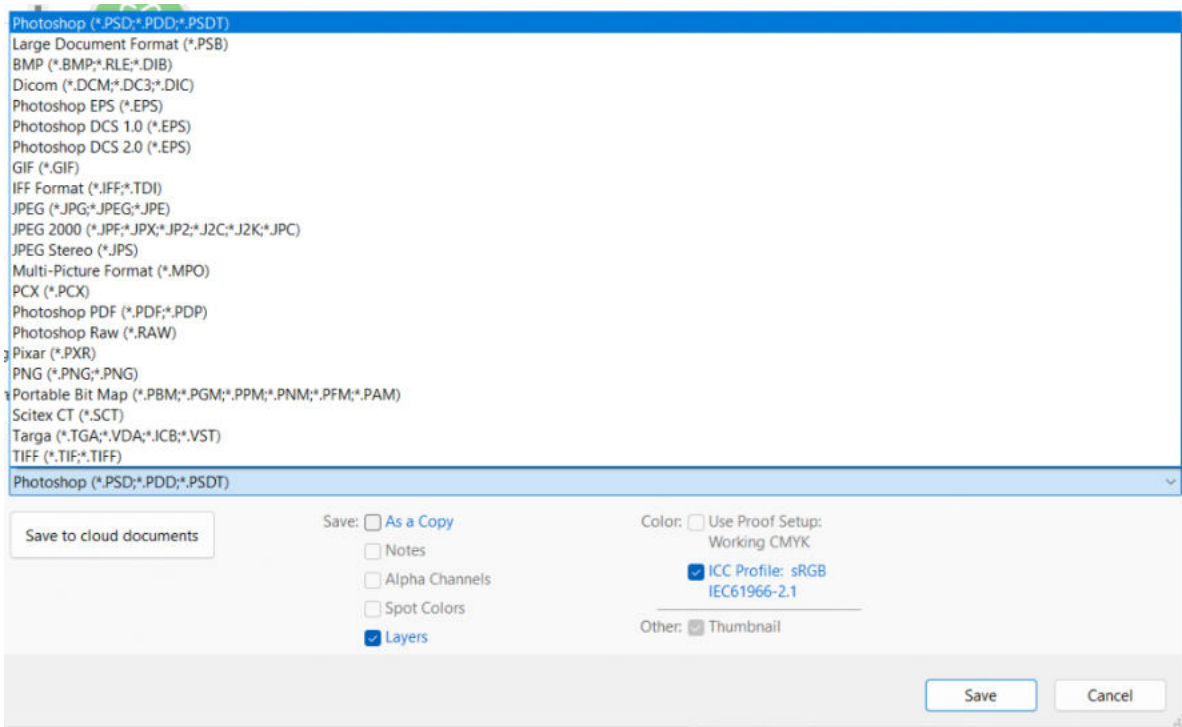 Photoshop (*.PSD;*.PDD;*.PSDT)
Large Document Format (*.PSB)
BMP (*.BMP;*.RLE;*.DIB)
Dicom (*.DCM;*.DC3;*.DIC)
Photoshop EPS (*.EPS)
Photoshop DCS 1.0 (*.EPS)
Photoshop DCS 2.0 (*.EPS)
GIF (*.GIF)
IFF Format (*.IFF;*.TDI)
JPEG (*.JPG;*.JPEG;*.JPE)
JPEG 2000 (*.JPF;*.JPX;*.JP2;*.J2C;*.J2K;*.JPC)
JPEG Stereo (*.JPS)
Multi-Picture Format (*.MPO)
PCX (*.PCX)
Photoshop PDF (*.PDF;*.PDP)
Photoshop Raw (*.RAW)
Pixar (*.PXR)
PNG (*.PNG;*.PNG)
Portable Bit Map (*.PBM;*.PGM;*.PPM;*.PNM;*.PFM;*.PAM)
Scitex CT (*.SCT)
Targa (*.TGA;*.VDA;*.ICB;*.VST)
TIFF (*.TIF;*.TIFF)
Photoshop (*.PSD;*.PDD;*.PSDT)
Save to cloud documents
Save: As a Copy
Notes
Alpha Channels
Spot Colors
Layers
Color: Use Proof Setup:
Working CMYK
ICC Profile: sRGB
IEC61966-2.1
Other: Thumbnail
Save
Cancel